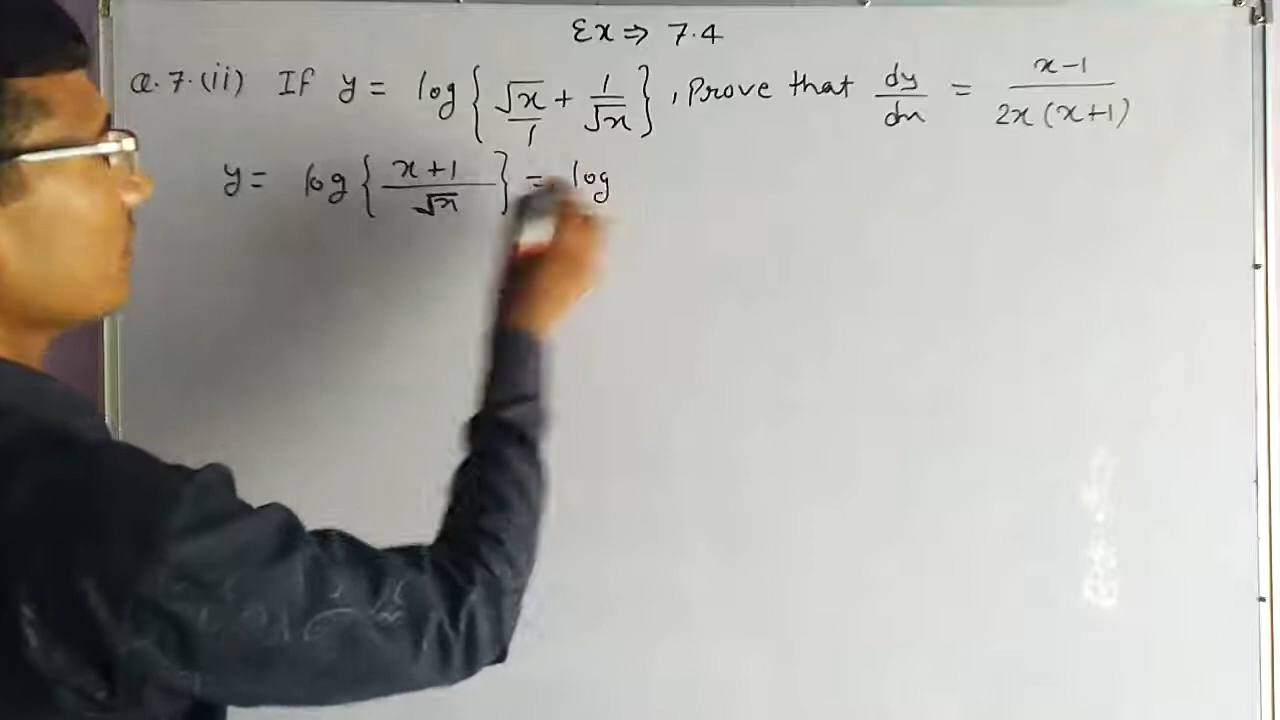 Ex ⇒ 7.4
Q.7.(ii) If y = log{√x/1 + 1/√x}, Prove that dy/dx = x-1/2x(x+1)
y = log{x+1/√x} = log